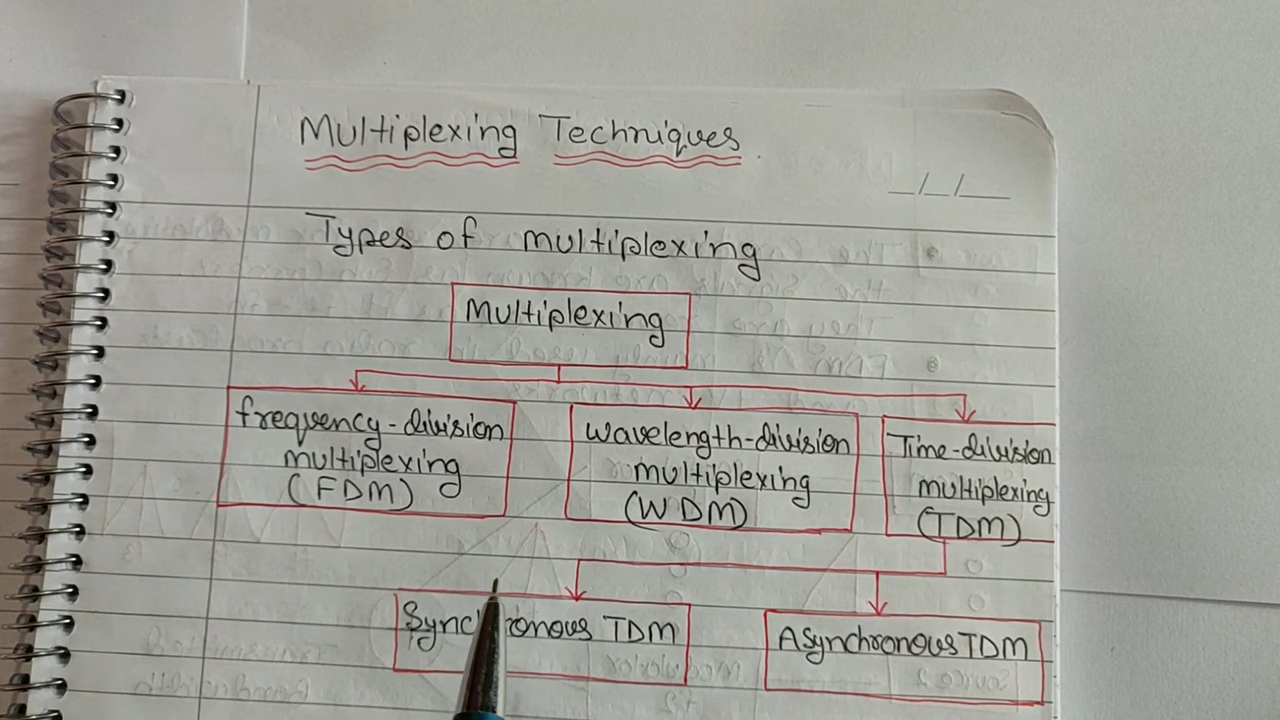 Multiplexing Techniques
_/_/_
Types of multiplexing
Multiplexing
frequency-division
multiplexing
(FDM)
Wavelength-division
multiplexing
(WDM)
Time-division
multiplexing
(TDM)
Synchronous TDM
Asynchronous TDM